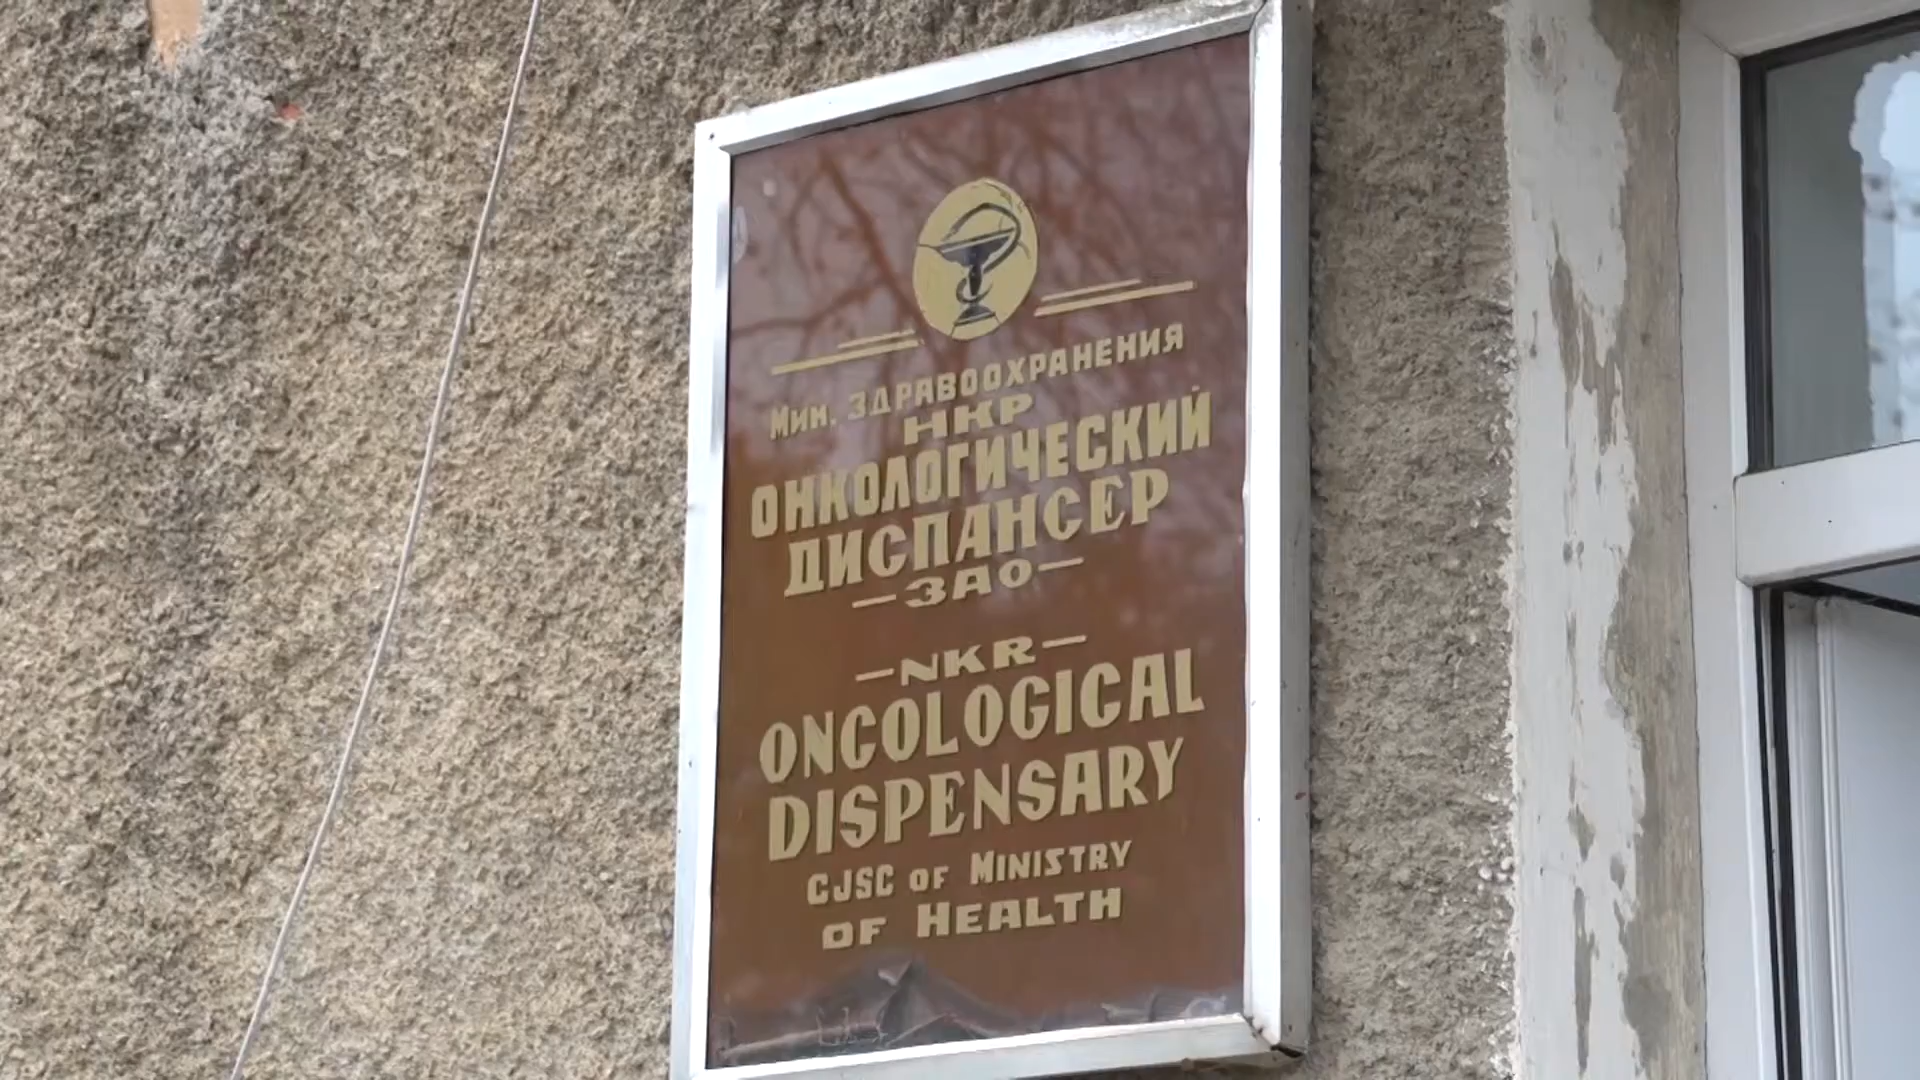 Мин. ЗДРАВООХРАНЕНИЯ
НКР
ОНКОЛОГИЧЕСКИЙ
ДИСПАНСЕР
—ЗАО—
—NKR—
ONCOLOGICAL
DISPENSARY
CJSC OF MINISTRY
OF HEALTH